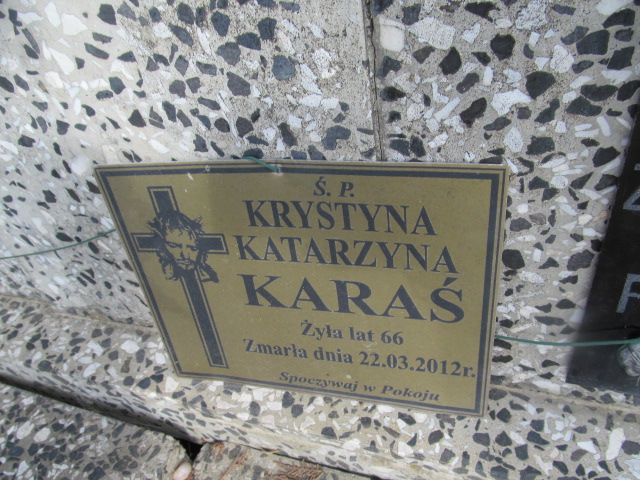 Ś. P.
KRYSTYNA
KATARZYNA
KARAŚ
Żyła lat 66
Zmarła dnia 22.03.2012r.
Spoczywaj w Pokoju